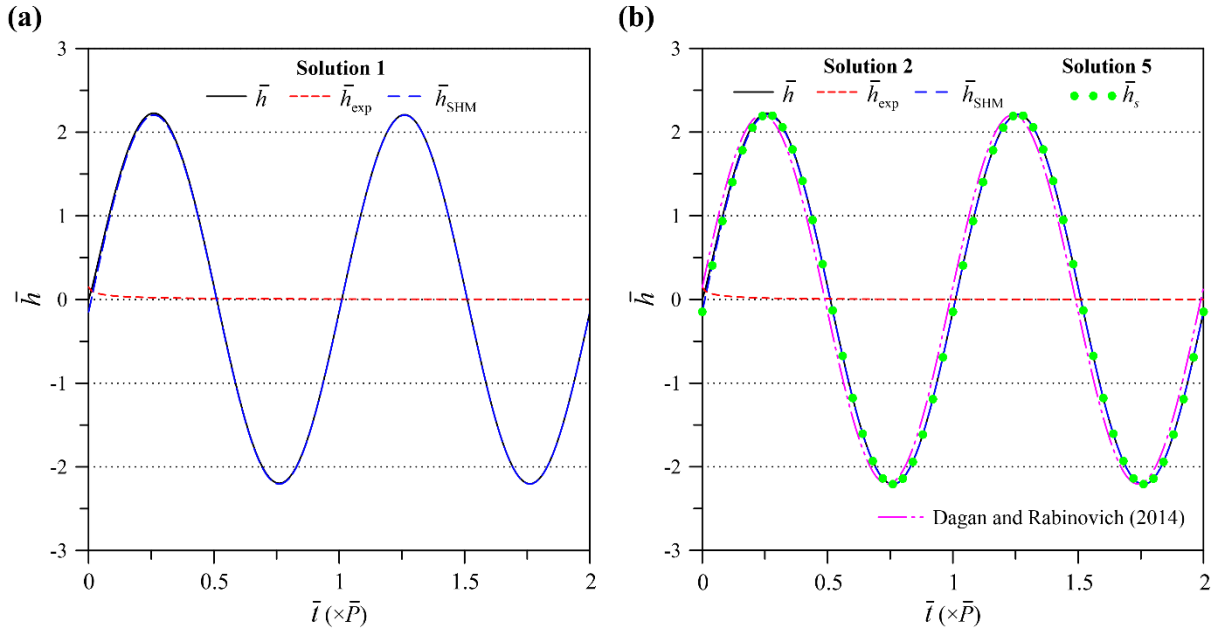 (a)
Solution 1
h̄ h̄exp h̄SHM
3
2
1
0
-1
-2
-3
h̄
0 0.5 1 1.5 2
t̄ (×P̄)
(b)
Solution 2 Solution 5
h̄ h̄exp h̄SHM h̄s
3
2
1
0
-1
-2
-3
h̄
Dagan and Rabinovich (2014)
0 0.5 1 1.5 2
t̄ (×P̄)